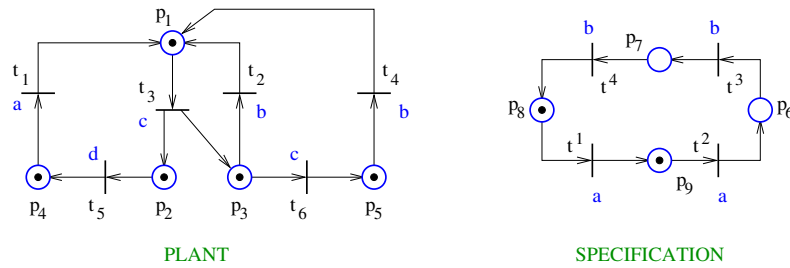 p1 b p7 b
t1 t2 t4 t4 t3
t3
a c b b p8 p6
d c t1 t2
p4 t5 p2 p3 t6 p5 a p9 a
PLANT SPECIFICATION